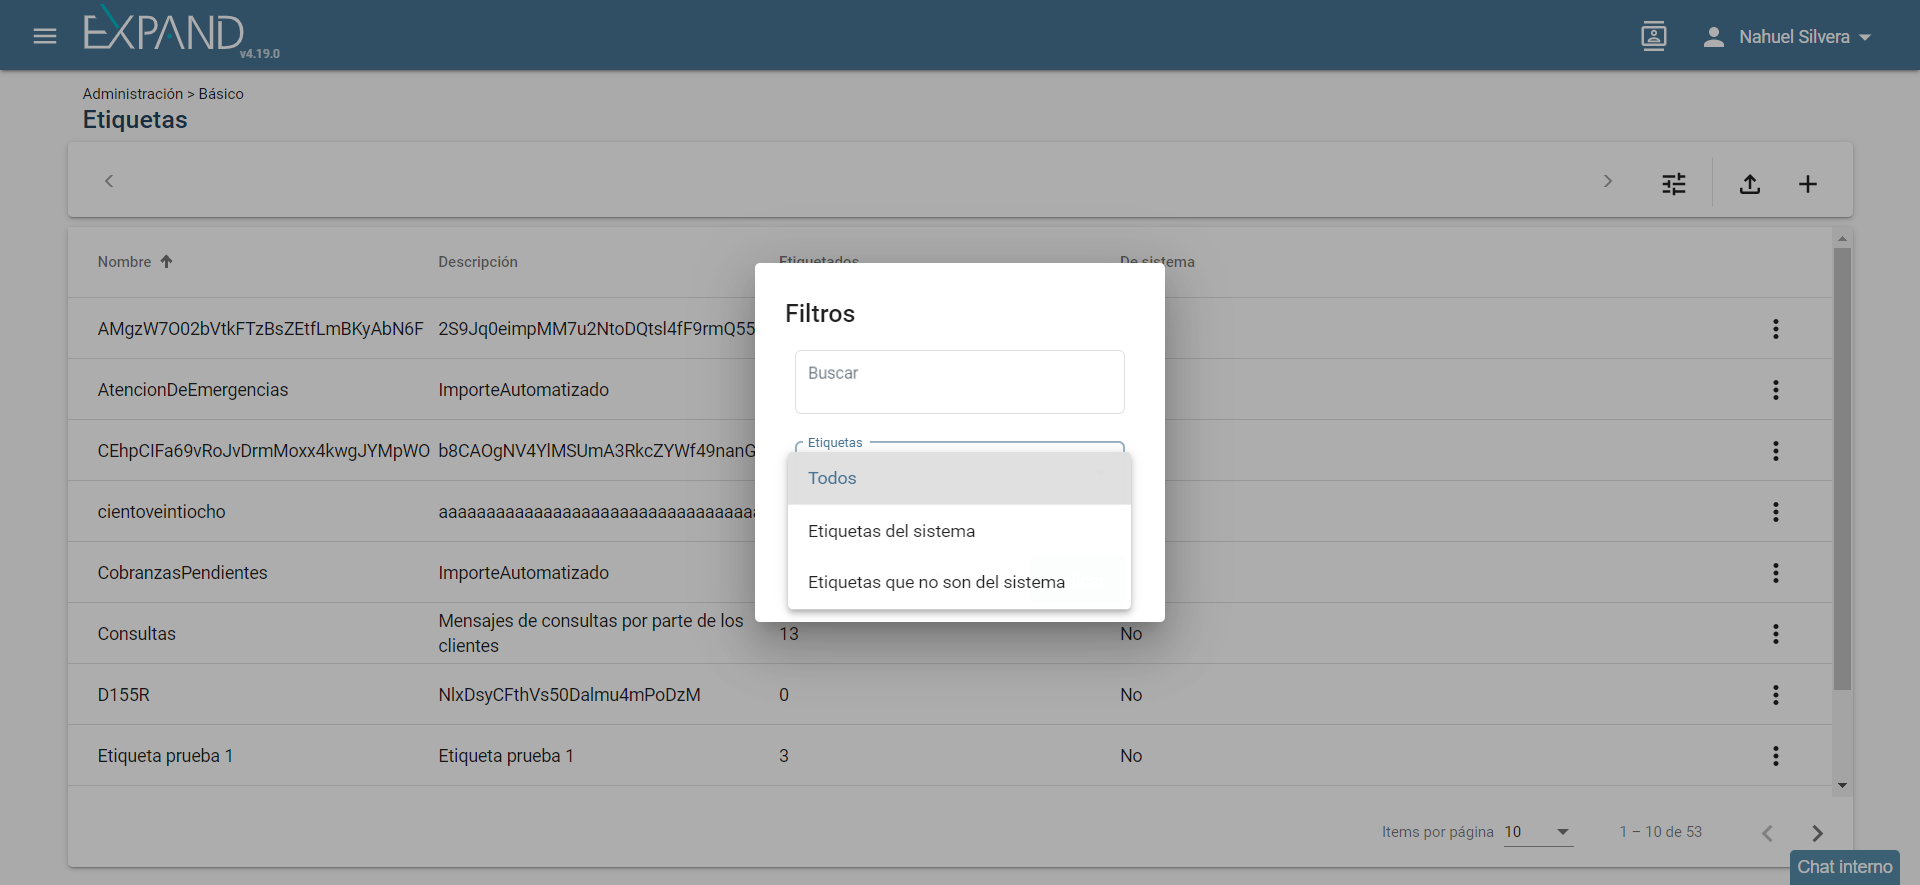 EXPAND
v4.19.0
Nahuel Silvera
Administración > Básico
Etiquetas
Nombre Descripción Etiquetados De sistema
AMgzW7O02bVtkFTzBsZEtfLmBKyAbN6F 2S9Jq0eimpMM7u2NtoDQtsl4fF9rmQ55
AtencionDeEmergencias ImporteAutomatizado
CEhpCIFa69vRoJvDrmMoxx4kwgJYMpWO b8CAOgNV4YlMSUmA3RkcZYWf49nanG
cientoveintiocho aaaaaaaaaaaaaaaaaaaaaaaaaaaaaaaaa
CobranzasPendientes ImporteAutomatizado
Consultas Mensajes de consultas por parte de los clientes 13 No
D155R NlxDsyCFthVs50Dalmu4mPoDzM 0 No
Etiqueta prueba 1 Etiqueta prueba 1 3 No
Filtros
Buscar
Etiquetas
Todos
Etiquetas del sistema
Etiquetas que no son del sistema
Items por página 10 1 – 10 de 53
Chat interno